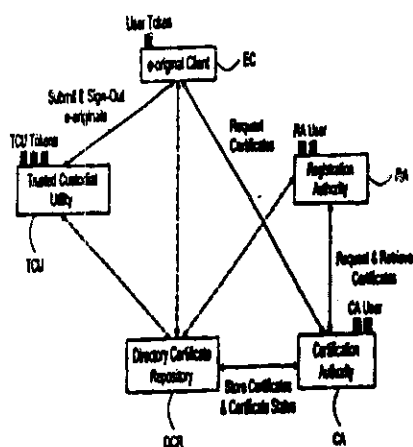 User Token
e-original Client
EC
Submit & Sign-Out
e-originals
Request
Certificates
TCU Tokens
Trusted Custodial
Utility
TCU
RA User
Registration
Authority
RA
Request & Retrieve
Certificates
CA User
Directory Certificate
Repository
Certification
Authority
Store Certificates
& Certificate Status
DCR
CA